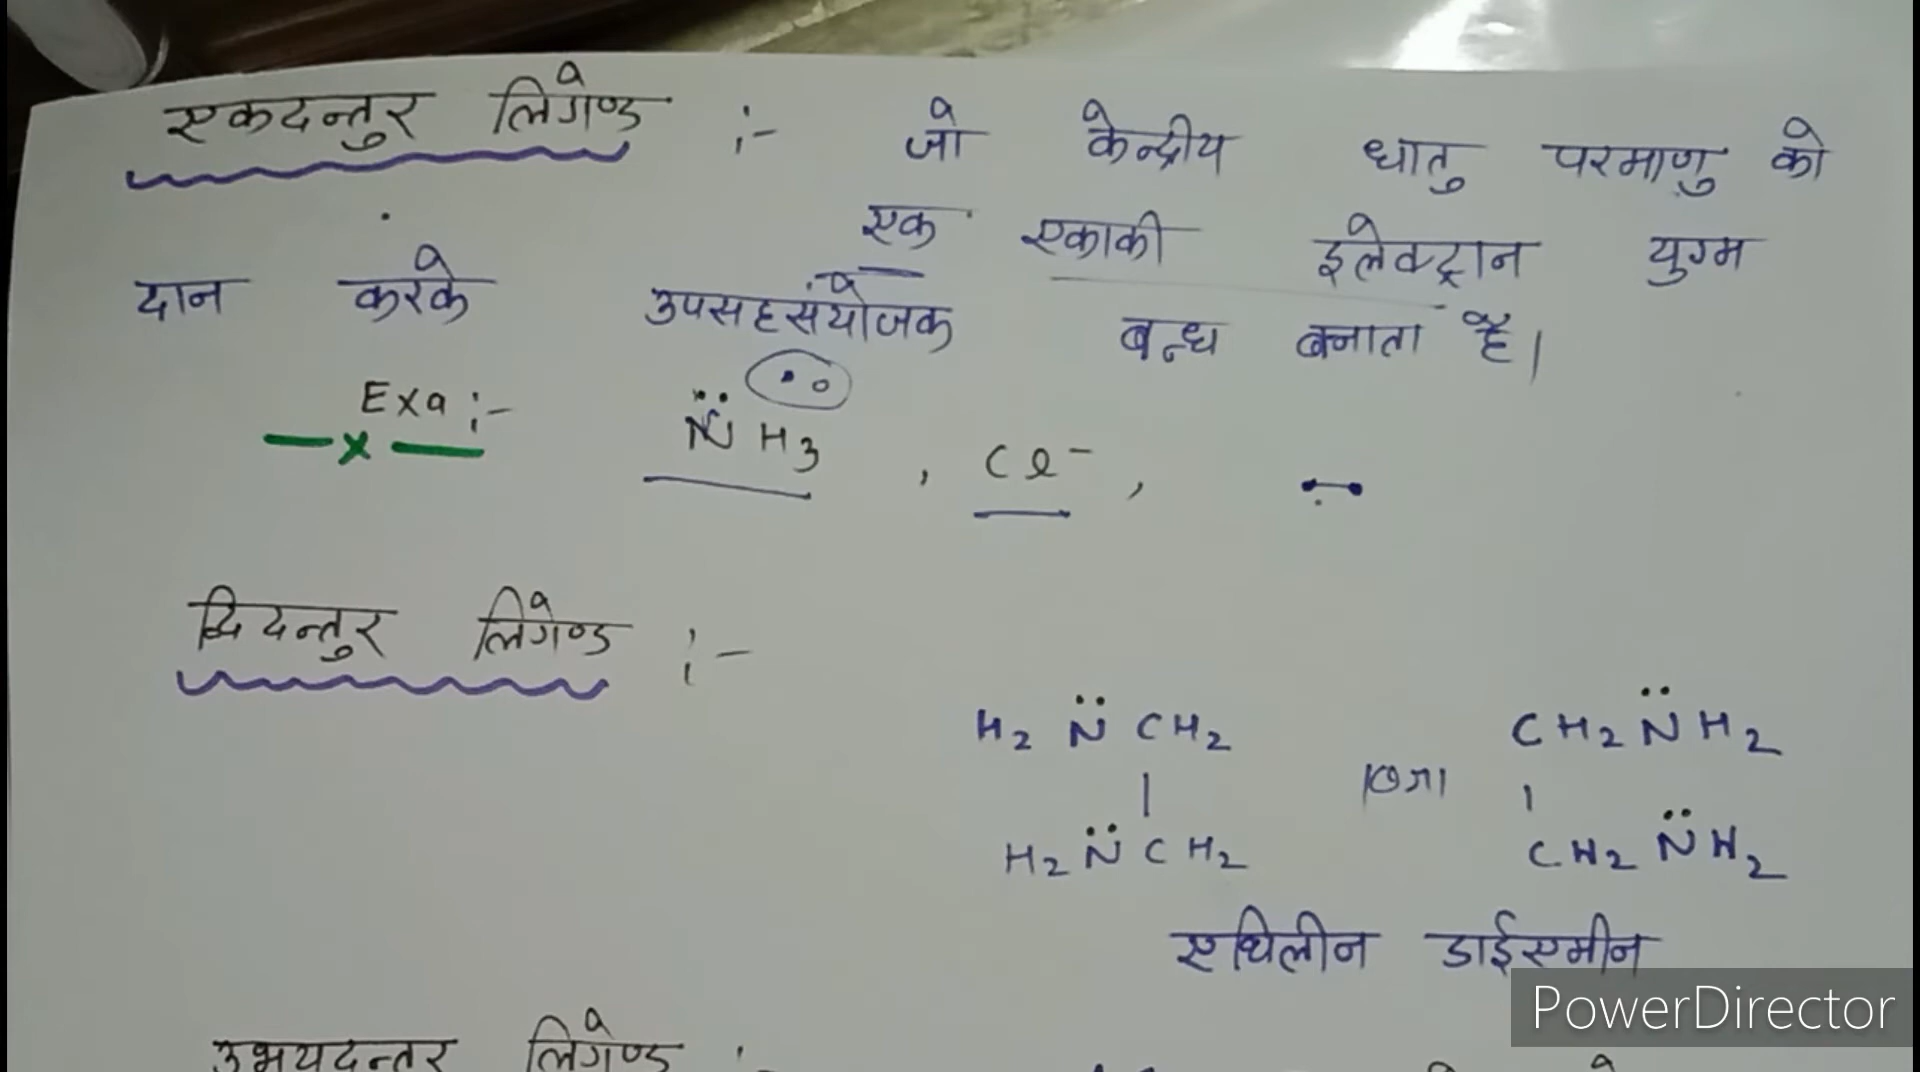 एकदन्तुर लिगेण्ड :- जो केन्द्रीय धातु परमाणु को
एक एकाकी इलेक्ट्रान युग्म
दान करके उपसहसंयोजक बन्ध बनाता है।
Exa :- N̈H₃ , Cl⁻ ,
द्विदन्तुर लिगेण्ड :-
H₂N̈CH₂ CH₂N̈H₂
|
H₂N̈CH₂ CH₂N̈H₂
एथिलीन डाईएमीन
PowerDirector
उभयदन्तर लिगेण्ड :